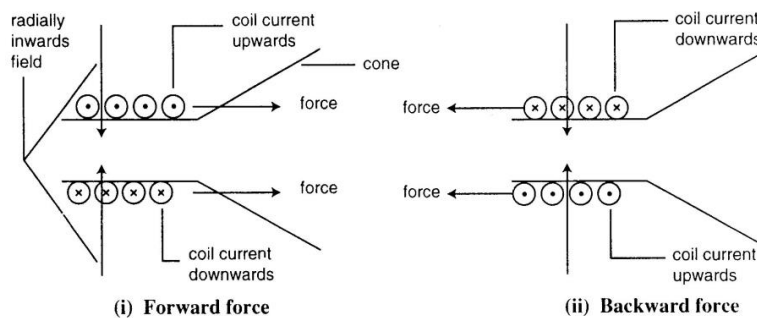 radially
inwards
field
coil current
upwards
cone
force
force
coil current
downwards
(i) Forward force
coil current
downwards
force
force
coil current
upwards
(ii) Backward force